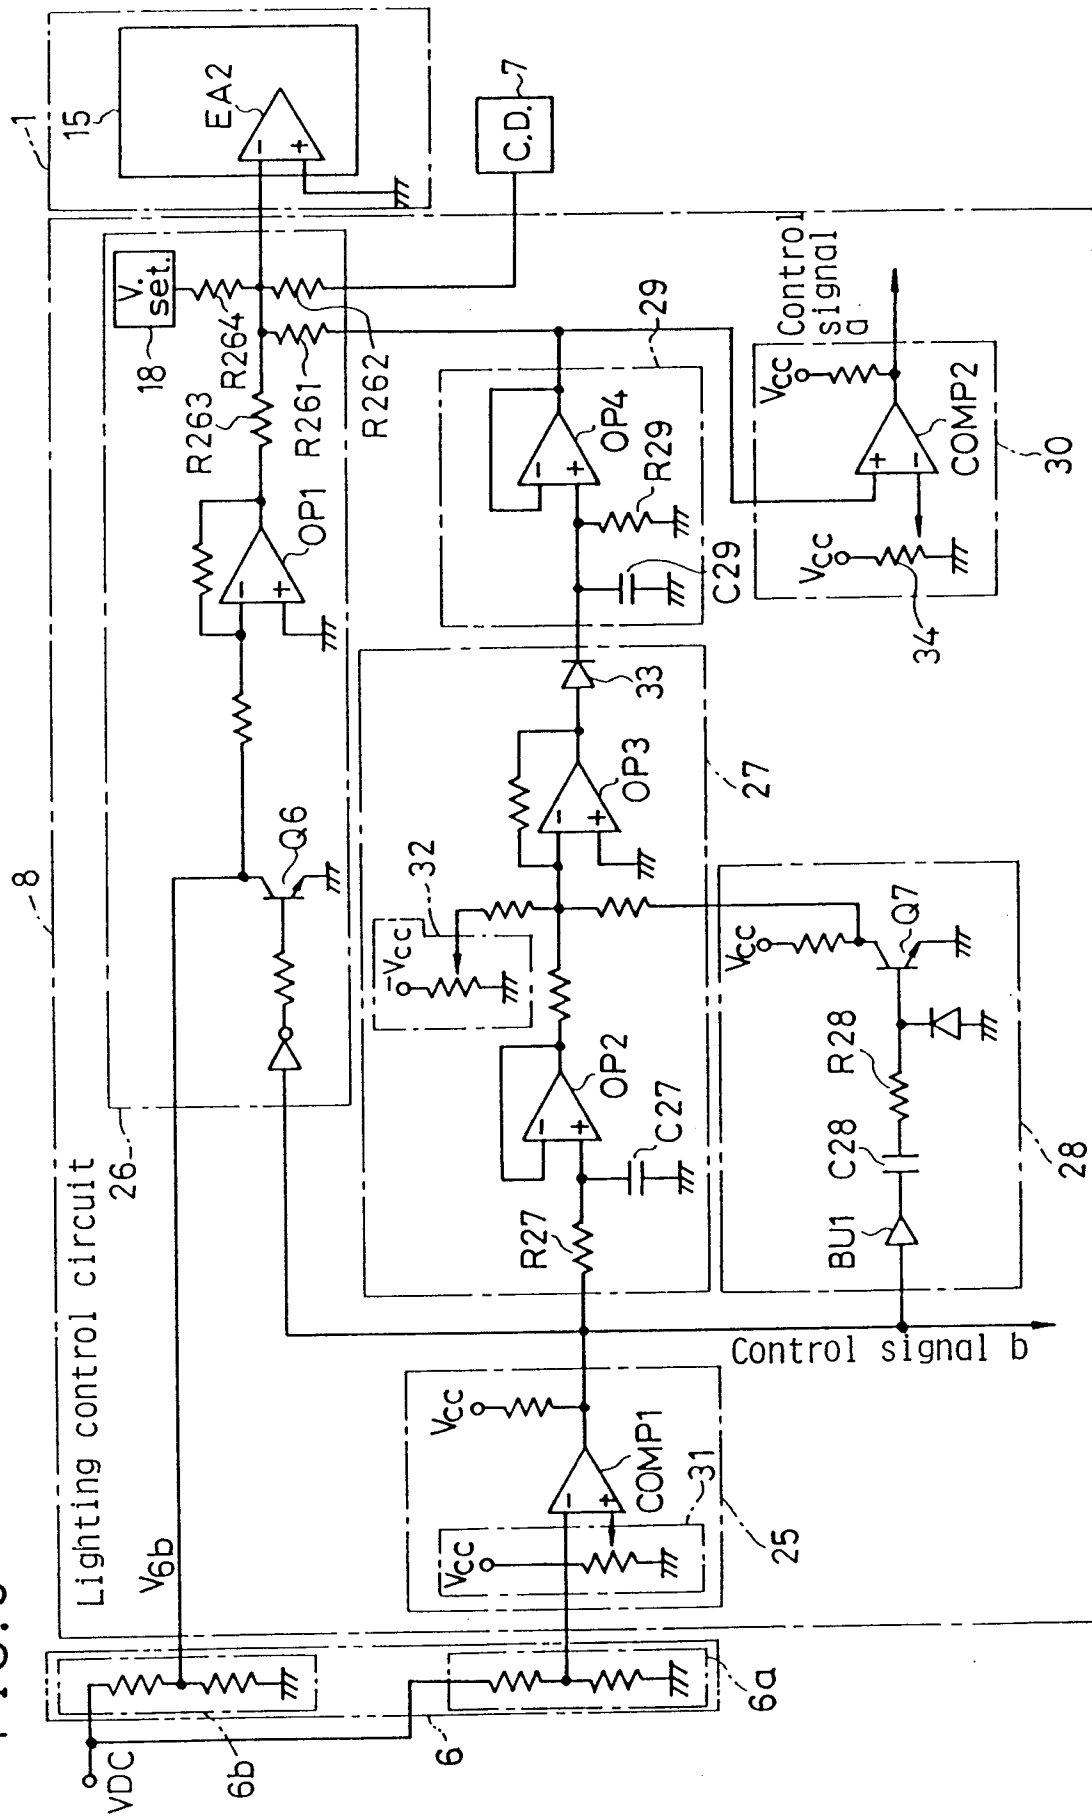 8
1
Lighting control circuit
15
EA2
V.
set.
18
R264
R263
R261
R262
OP1
Q6
26
V6b
VDC
6b
6
6a
C.D.
7
29
OP4
R29
C29
33
OP3
27
32
-Vcc
OP2
C27
R27
Vcc
COMP1
31
Vcc
25
Control
signal
a
Vcc
COMP2
30
Vcc
34
Vcc
Q7
R28
C28
BU1
28
Control signal b